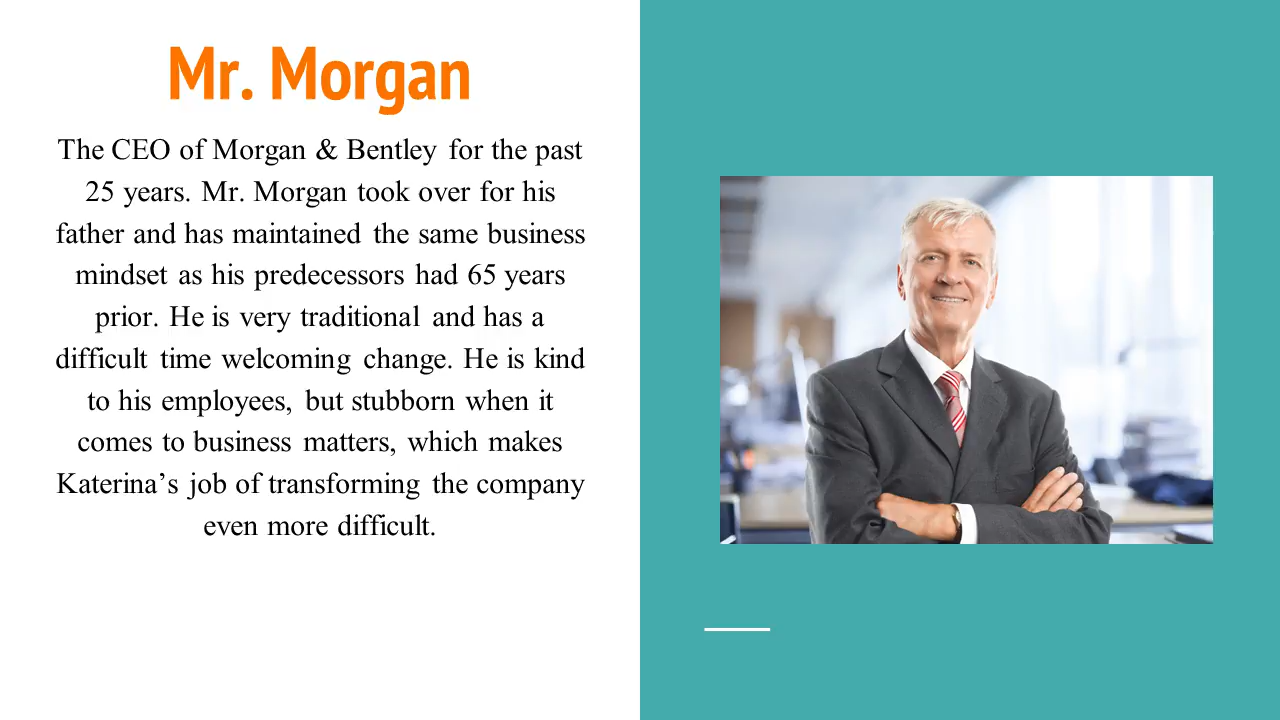 Mr. Morgan
The CEO of Morgan & Bentley for the past
25 years. Mr. Morgan took over for his
father and has maintained the same business
mindset as his predecessors had 65 years
prior. He is very traditional and has a
difficult time welcoming change. He is kind
to his employees, but stubborn when it
comes to business matters, which makes
Katerina’s job of transforming the company
even more difficult.